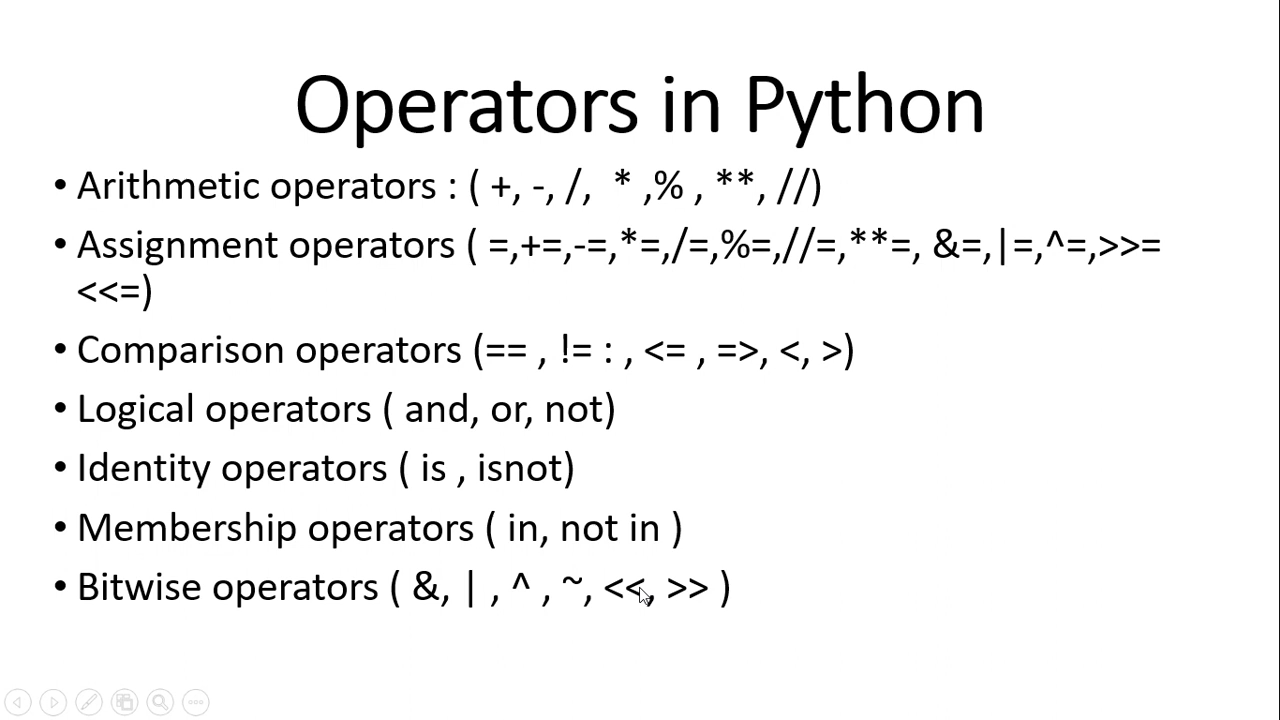 Operators in Python
• Arithmetic operators : ( +, -, /,  * ,% , **, //)
• Assignment operators ( =,+=,-=,*=,/=,%=,//=,**=, &=,|=,^=,>>=
<<=)
• Comparison operators (== , != : , <= , =>, <, >)
• Logical operators ( and, or, not)
• Identity operators ( is , isnot)
• Membership operators ( in, not in )
• Bitwise operators ( &, | , ^ , ~, <<, >> )